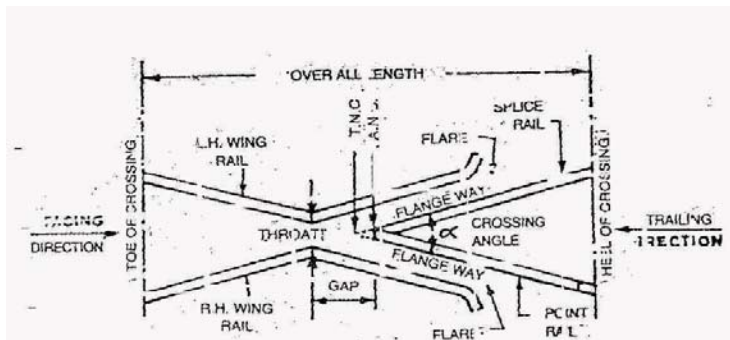 OVER ALL LENGTH
T.N.C
A.N.C
SPLICE
RAIL
L.H. WING
RAIL
FLARE
TOE OF CROSSING
HEEL OF CROSSING
FLANGE WAY
FACING
DIRECTION
THROAT
α
CROSSING
ANGLE
TRAILING
DIRECTION
FLANGE WAY
GAP
R.H. WING
RAIL
POINT
RAIL
FLARE